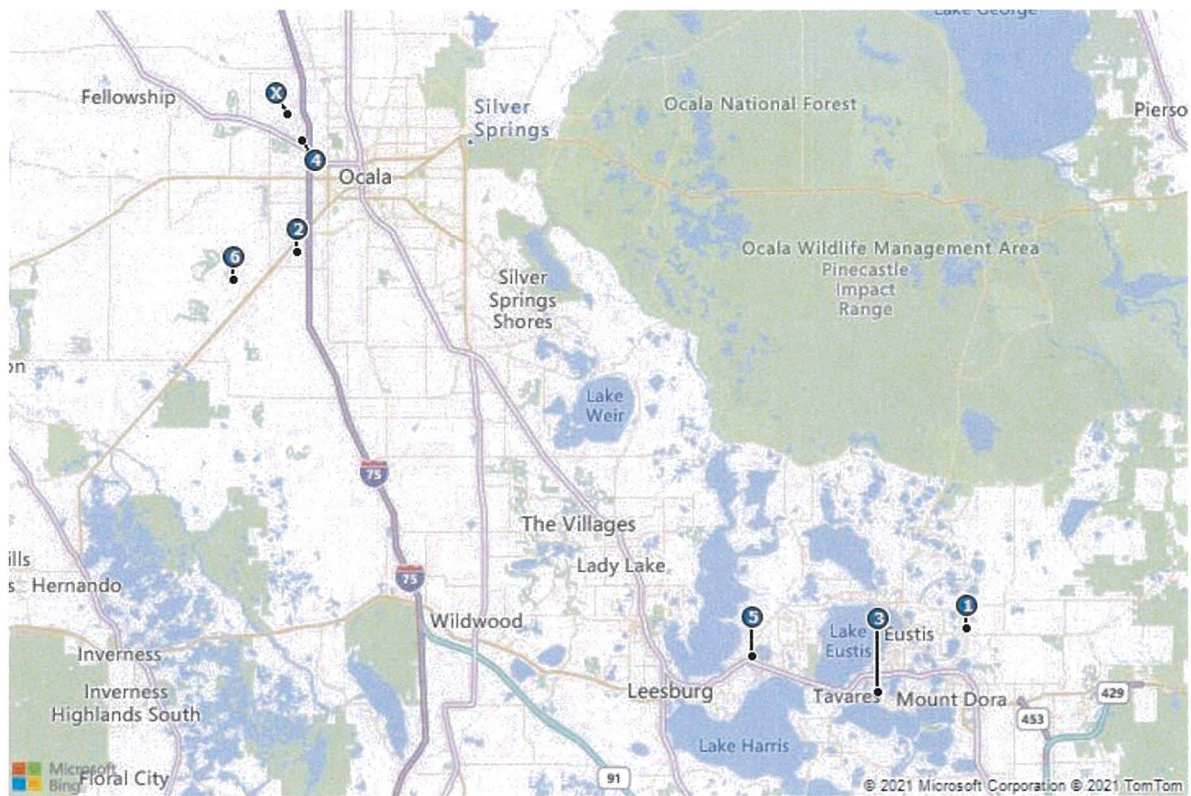 Lake George
Fellowship
X
Silver
Springs
Ocala National Forest
Pierso
4
Ocala
2
6
Ocala Wildlife Management Area
Pinecastle
Impact
Range
Silver
Springs
Shores
on
Lake
Weir
75
The Villages
Lady Lake
ills
s Hernando
75
Wildwood
5
3
1
Lake
Eustis
Eustis
Inverness
Inverness
Highlands South
Leesburg
Tavares
Mount Dora
429
453
Lake Harris
Microsoft
Bing
Floral City
91
© 2021 Microsoft Corporation © 2021 TomTom